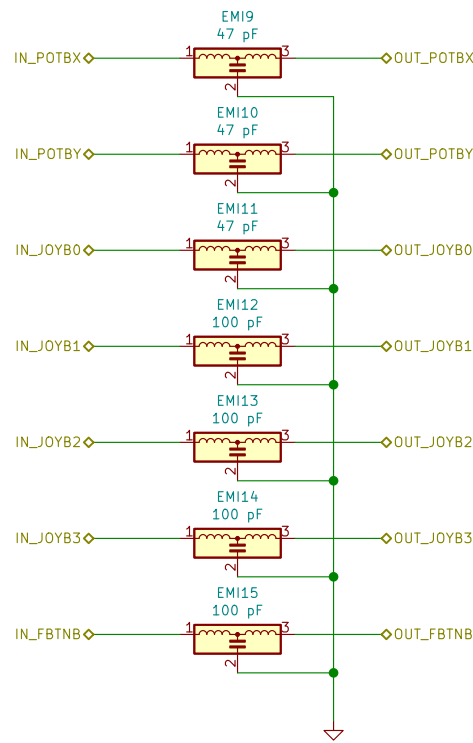 EMI9
47 pF
IN_POTBX 1 3 OUT_POTBX
2
EMI10
47 pF
IN_POTBY 1 3 OUT_POTBY
2
EMI11
47 pF
IN_JOYB0 1 3 OUT_JOYB0
2
EMI12
100 pF
IN_JOYB1 1 3 OUT_JOYB1
2
EMI13
100 pF
IN_JOYB2 1 3 OUT_JOYB2
2
EMI14
100 pF
IN_JOYB3 1 3 OUT_JOYB3
2
EMI15
100 pF
IN_FBTNB 1 3 OUT_FBTNB
2